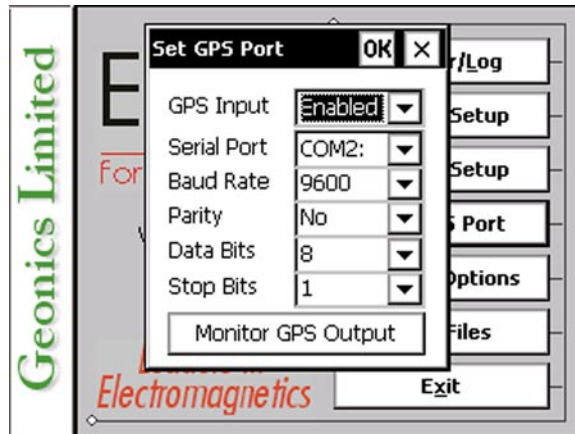 Geonics Limited
Set GPS Port OK ×
GPS Input Enabled
Serial Port COM2:
Baud Rate 9600
Parity No
Data Bits 8
Stop Bits 1
Monitor GPS Output
For
/Log
Setup
Setup
Port
Options
Files
Exit
Electromagnetics